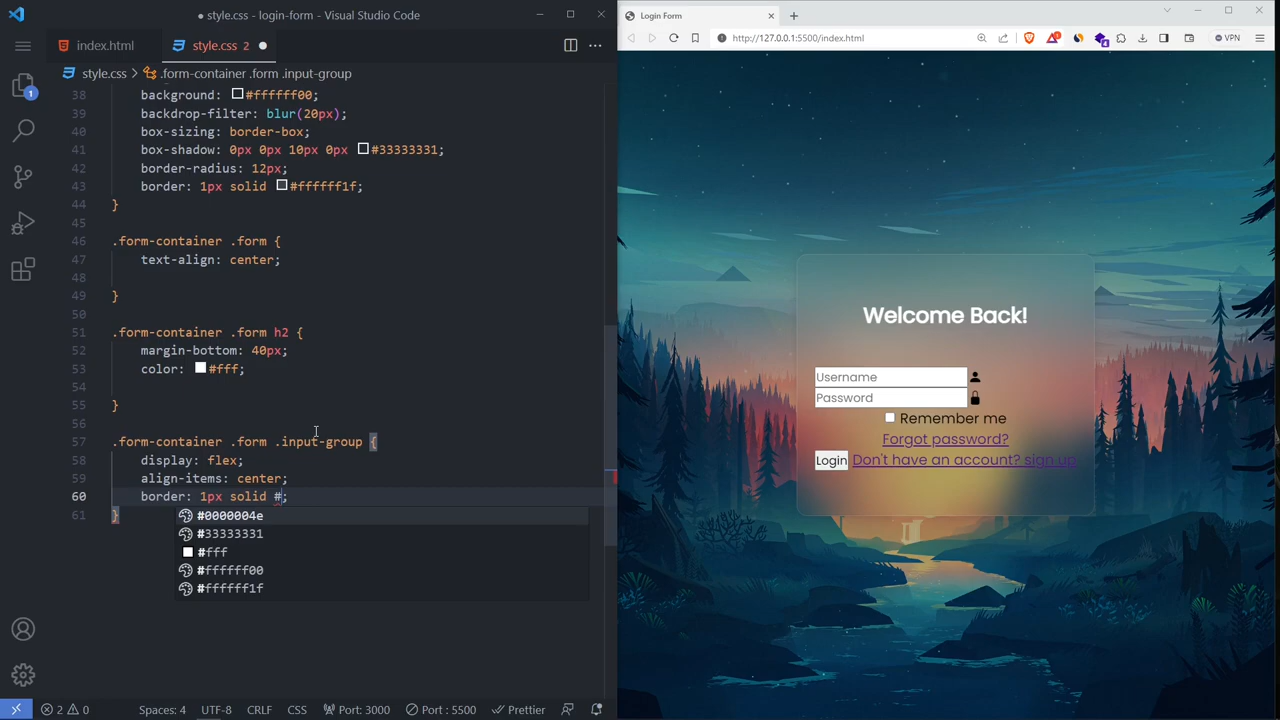 ● style.css - login-form - Visual Studio Code
index.html
style.css 2 ●
style.css > .form-container .form .input-group
38 background: #ffffff00;
39 backdrop-filter: blur(20px);
40 box-sizing: border-box;
41 box-shadow: 0px 0px 10px 0px #33333331;
42 border-radius: 12px;
43 border: 1px solid #ffffff1f;
44 }
45
46 .form-container .form {
47 text-align: center;
48
49 }
50
51 .form-container .form h2 {
52 margin-bottom: 40px;
53 color: #fff;
54
55 }
56
57 .form-container .form .input-group {
58 display: flex;
59 align-items: center;
60 border: 1px solid #;
61 }
#0000004e
#33333331
#fff
#ffffff00
#ffffff1f
1
2 0 Spaces: 4 UTF-8 CRLF CSS Port: 3000 Port : 5500 Prettier
Login Form
http://127.0.0.1:5500/index.html
4
VPN
Welcome Back!
Username
Password
Remember me
Forgot password?
Login Don't have an account? sign up